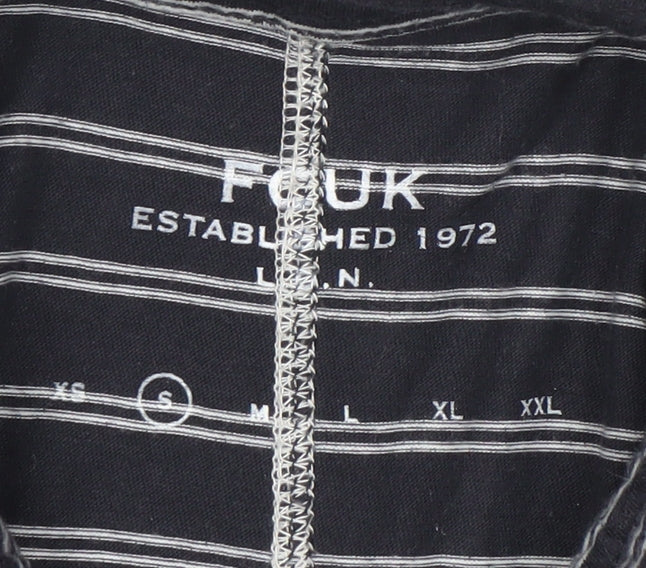 FCUK
ESTABLISHED 1972
XS S M L XL XXL